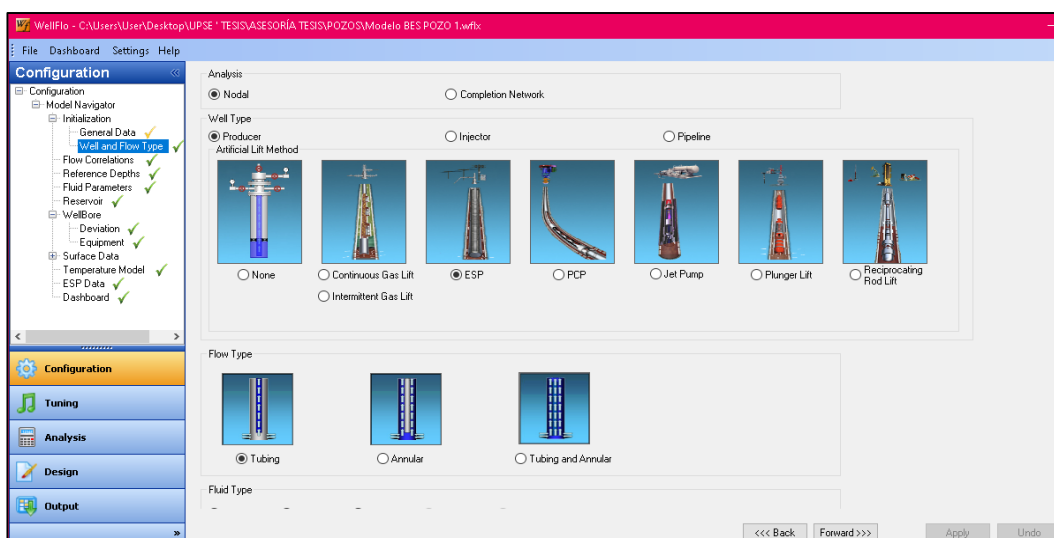 WellFlo - C:\Users\User\Desktop\UPSE ' TESIS\ASESORÍA TESIS\POZOS\Modelo BES POZO 1.wflx
File Dashboard Settings Help
Configuration
Configuration
Model Navigator
Initialization
General Data
Well and Flow Type
Flow Correlations
Reference Depths
Fluid Parameters
Reservoir
WellBore
Deviation
Equipment
Surface Data
Temperature Model
ESP Data
Dashboard
Configuration
Tuning
Analysis
Design
Output
Analysis
Nodal Completion Network
Well Type
Producer Injector Pipeline
Artificial Lift Method
None Continuous Gas Lift ESP PCP Jet Pump Plunger Lift Reciprocating Rod Lift
Intermittent Gas Lift
Flow Type
Tubing Annular Tubing and Annular
Fluid Type
<<< Back Forward >>> Apply Undo